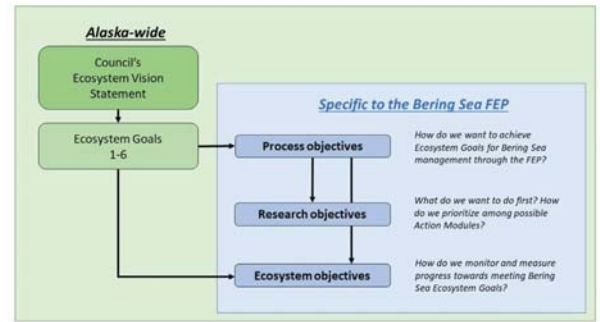 Alaska-wide
Council's
Ecosystem Vision
Statement
Ecosystem Goals
1-6
Specific to the Bering Sea FEP
Process objectives
How do we want to achieve
Ecosystem Goals for Bering Sea
management through the FEP?
Research objectives
What do we want to do first? How
do we prioritize among possible
Action Modules?
Ecosystem objectives
How do we monitor and measure
progress towards meeting Bering
Sea Ecosystem Goals?